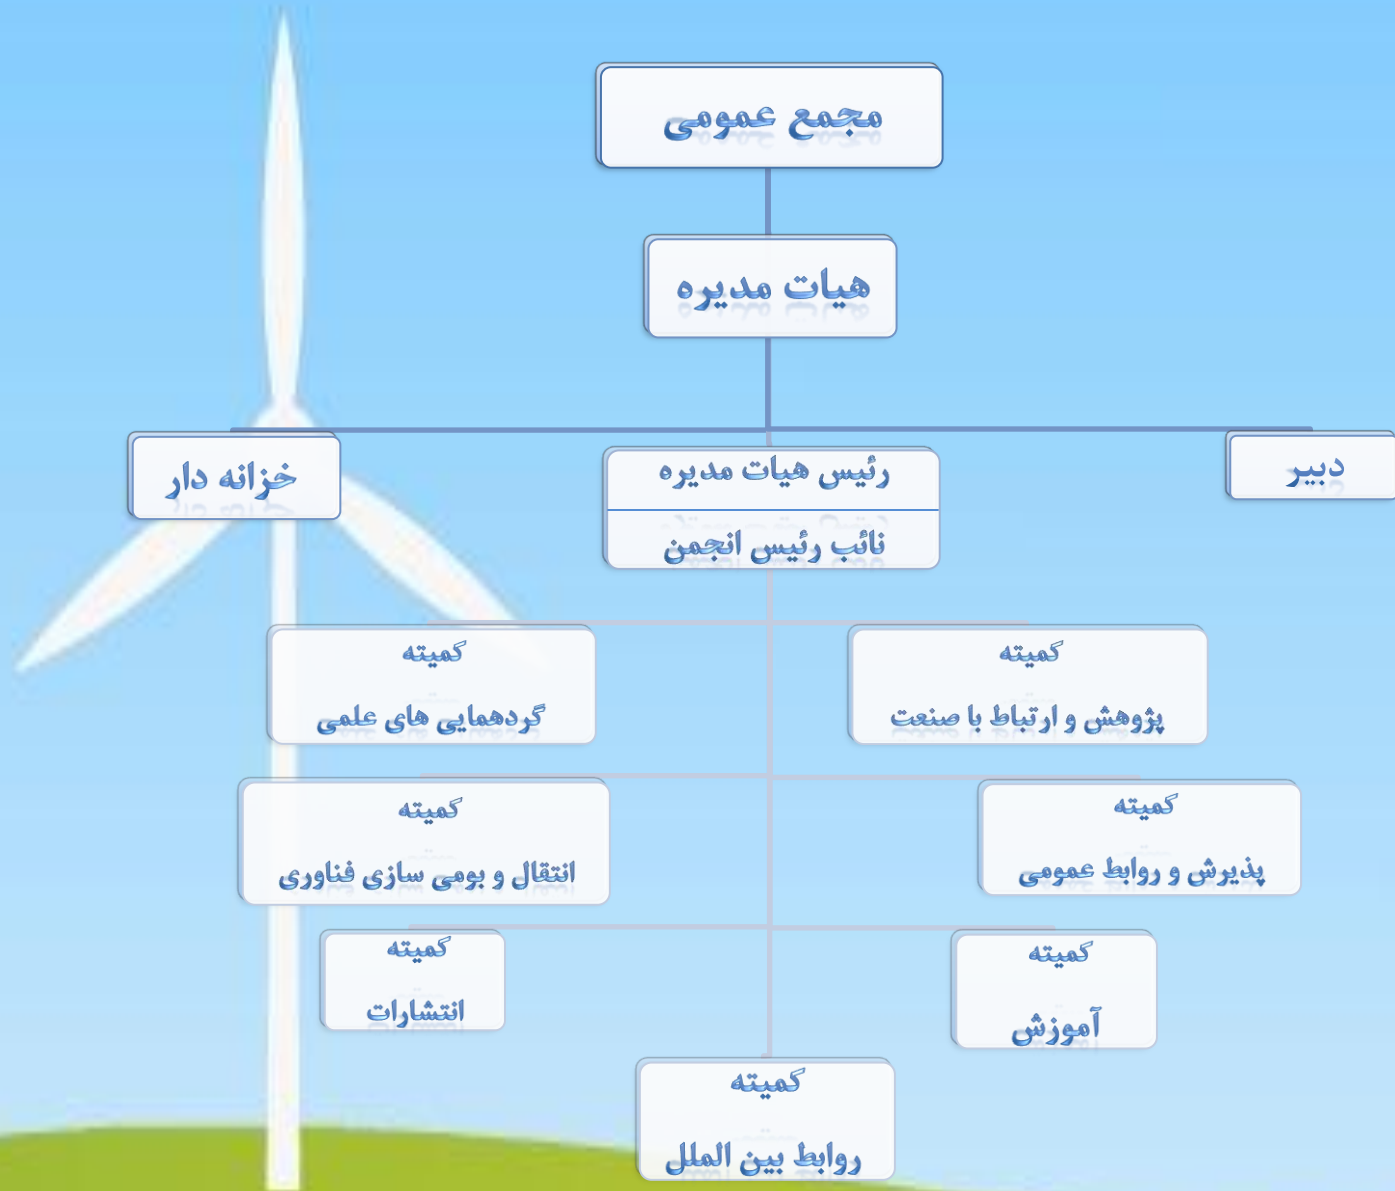 مجمع عمومی
هیات مدیره
دبیر
رئیس هیات مدیره
نائب رئیس انجمن
خزانه دار
کمیته
پژوهش و ارتباط با صنعت
کمیته
گردهمایی های علمی
کمیته
پذیرش و روابط عمومی
کمیته
انتقال و بومی سازی فناوری
کمیته
آموزش
کمیته
انتشارات
کمیته
روابط بین الملل